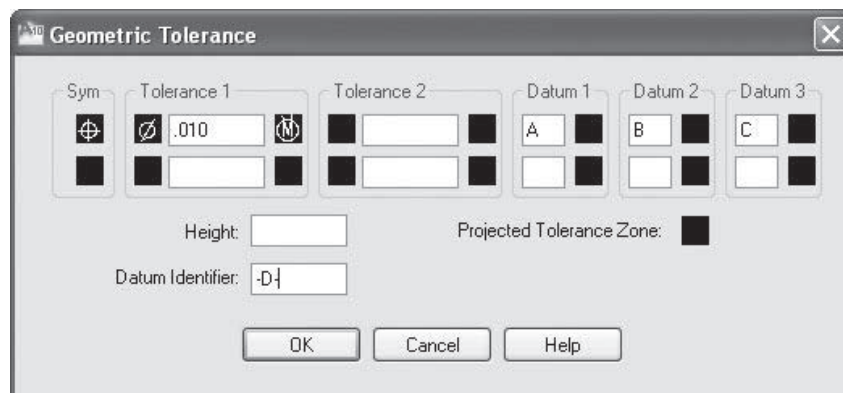 Geometric Tolerance
Sym Tolerance 1 Tolerance 2 Datum 1 Datum 2 Datum 3
⌖ Ø .010 Ⓜ A B C
Height: Projected Tolerance Zone:
Datum Identifier: -D-
OK Cancel Help